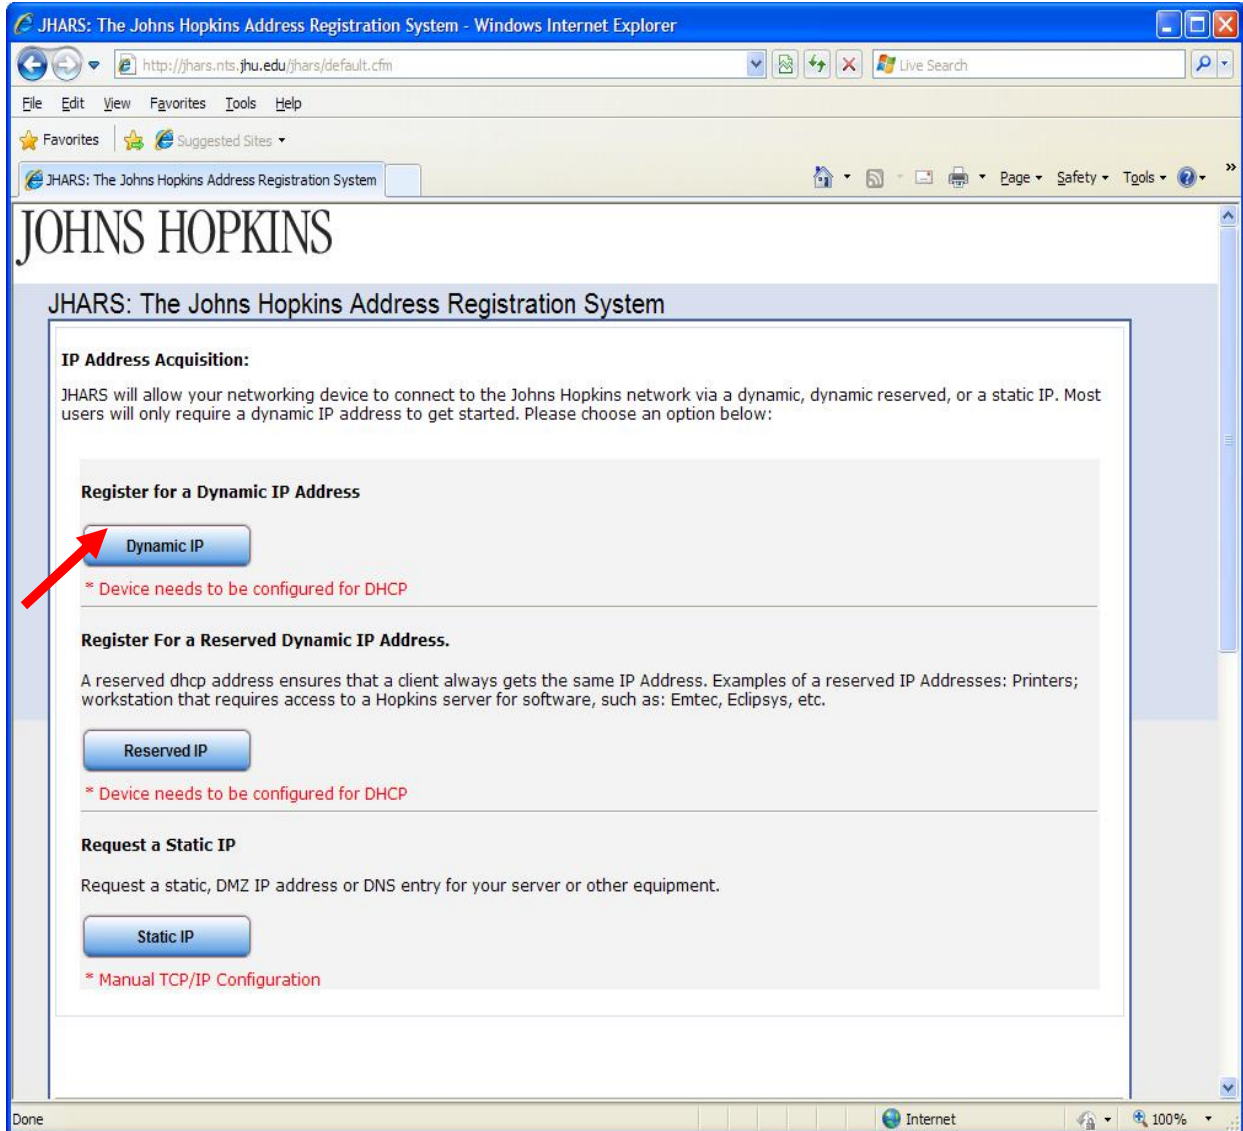 JHARS: The Johns Hopkins Address Registration System - Windows Internet Explorer
http://jhars.nts.jhu.edu/jhars/default.cfm
Live Search
File Edit View Favorites Tools Help
Favorites Suggested Sites
JHARS: The Johns Hopkins Address Registration System
Page Safety Tools »
JOHNS HOPKINS
JHARS: The Johns Hopkins Address Registration System
IP Address Acquisition:
JHARS will allow your networking device to connect to the Johns Hopkins network via a dynamic, dynamic reserved, or a static IP. Most
users will only require a dynamic IP address to get started. Please choose an option below:
Register for a Dynamic IP Address
Dynamic IP
* Device needs to be configured for DHCP
Register For a Reserved Dynamic IP Address.
A reserved dhcp address ensures that a client always gets the same IP Address. Examples of a reserved IP Addresses: Printers;
workstation that requires access to a Hopkins server for software, such as: Emtec, Eclipsys, etc.
Reserved IP
* Device needs to be configured for DHCP
Request a Static IP
Request a static, DMZ IP address or DNS entry for your server or other equipment.
Static IP
* Manual TCP/IP Configuration
Done Internet 100%